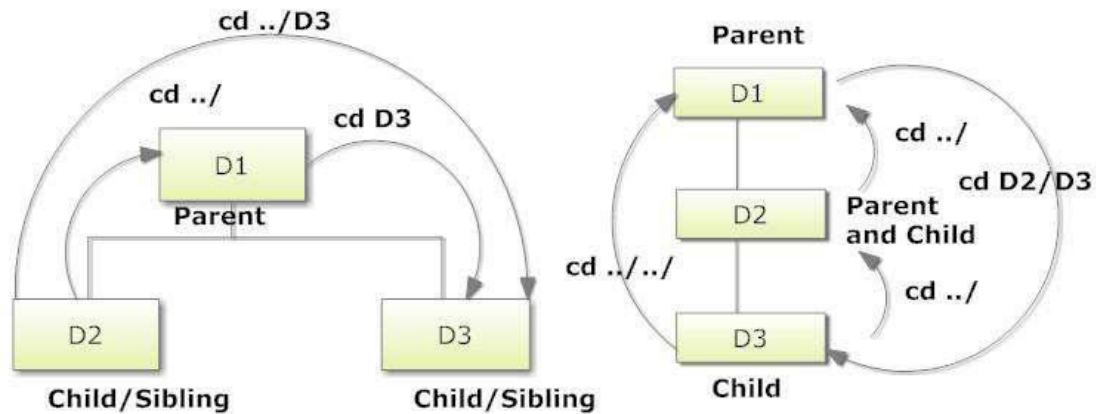 cd ../D3
cd ../
cd D3
D1
Parent
D2
D3
Child/Sibling
Child/Sibling
Parent
D1
cd ../
cd D2/D3
D2
Parent
and Child
cd ../../
cd ../
D3
Child